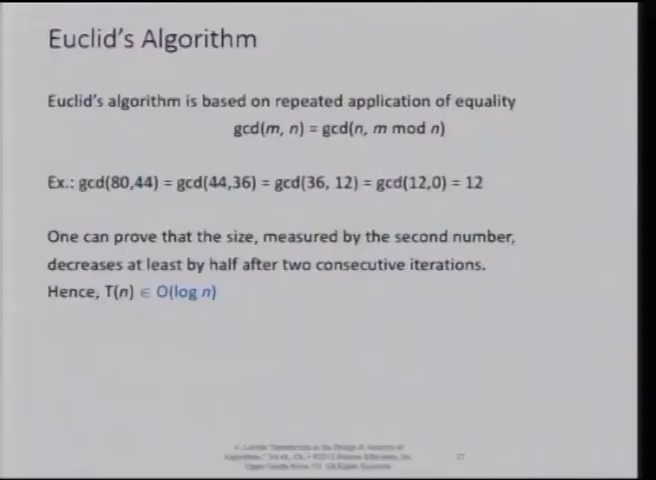 Euclid's Algorithm
Euclid's algorithm is based on repeated application of equality
gcd(m, n) = gcd(n, m mod n)
Ex.: gcd(80,44) = gcd(44,36) = gcd(36, 12) = gcd(12,0) = 12
One can prove that the size, measured by the second number,
decreases at least by half after two consecutive iterations.
Hence, T(n) ∈ O(log n)